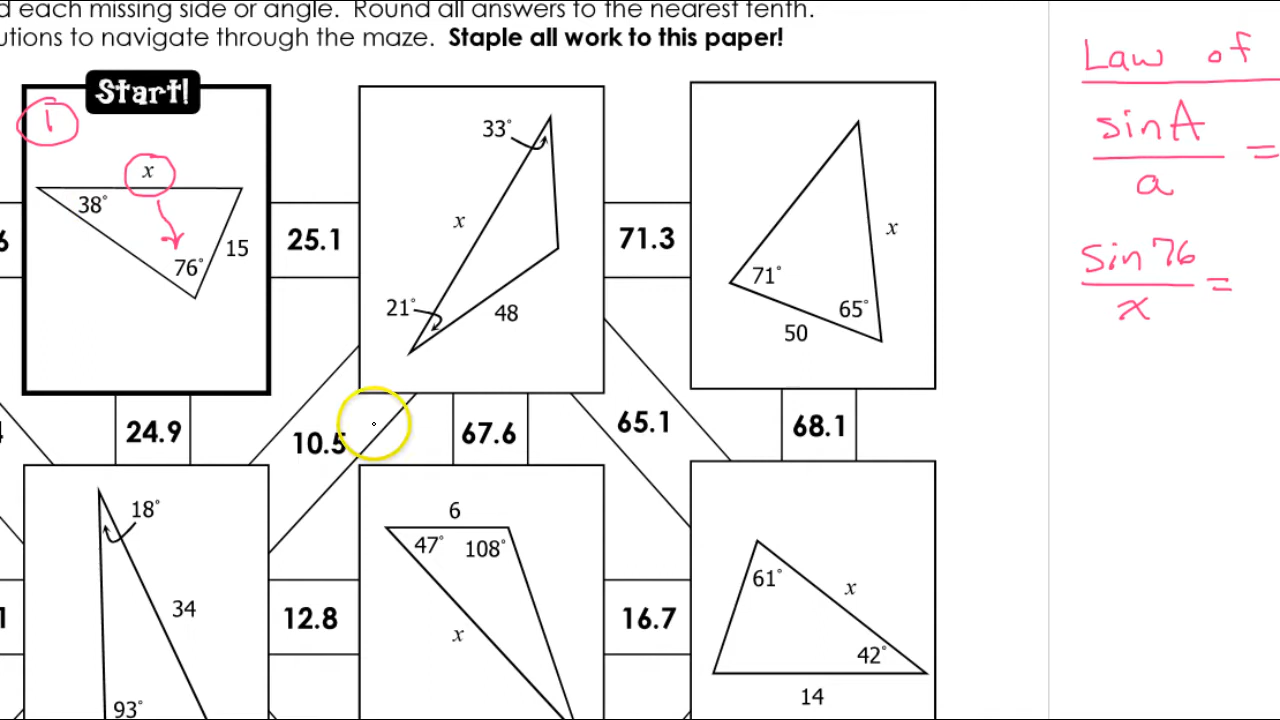 each missing side or angle. Round all answers to the nearest tenth.
to navigate through the maze. Staple all work to this paper!
Start!
1
x
38°
76°
15
25.1
33°
x
21°
48
71.3
71°
x
65°
50
Law of
sinA
a
=
sin 76
x
=
24.9
10.5
67.6
65.1
68.1
18°
34
93°
12.8
6
47°
108°
x
16.7
61°
x
42°
14